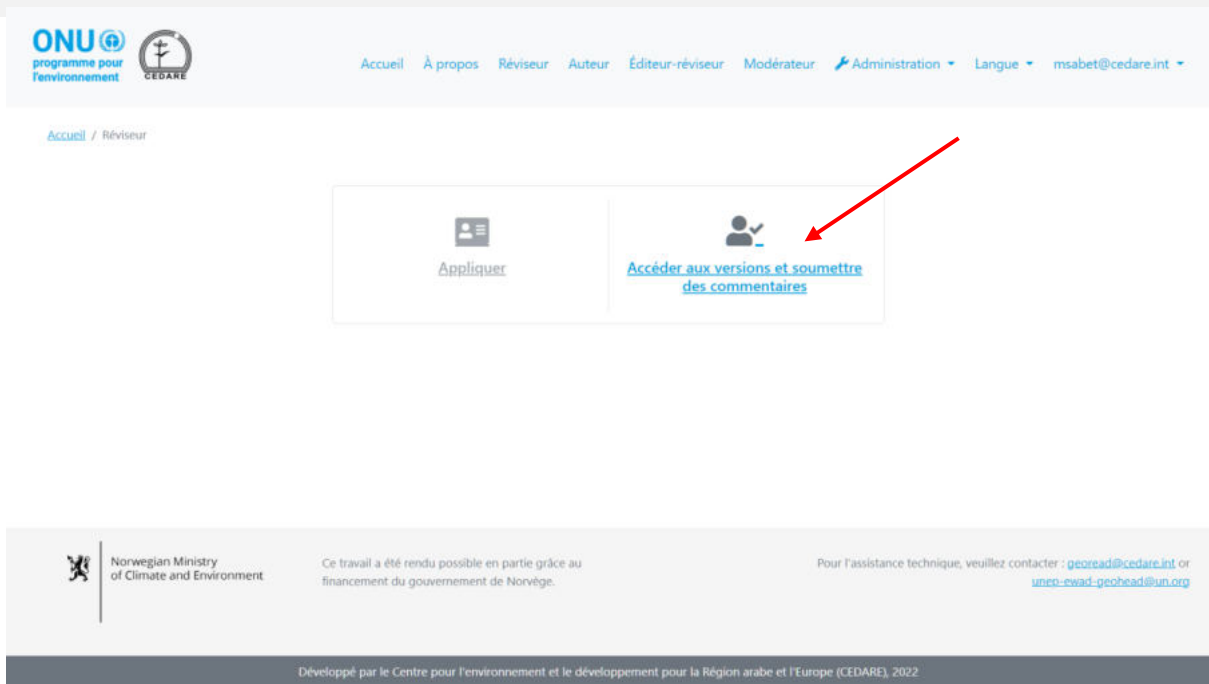 ONU
programme pour
l'environnement
CEDARE
Accueil À propos Réviseur Auteur Éditeur-réviseur Modérateur Administration Langue msabet@cedare.int
Accueil / Réviseur
Appliquer
Accéder aux versions et soumettre
des commentaires
Norwegian Ministry
of Climate and Environment
Ce travail a été rendu possible en partie grâce au
financement du gouvernement de Norvège.
Pour l'assistance technique, veuillez contacter : georead@cedare.int or
unep-ewad-geohead@un.org
Développé par le Centre pour l'environnement et le développement pour la Région arabe et l'Europe (CEDARE), 2022